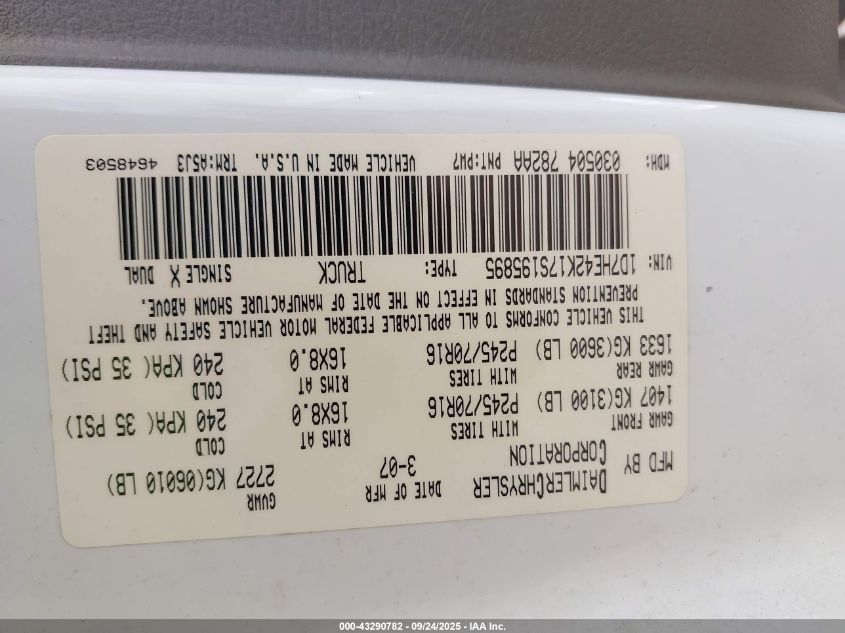 MFD BY DAIMLERCHRYSLER CORPORATION DATE OF MFR 3-07 GVWR 2727 KG(06010 LB)
GAWR FRONT WITH TIRES RIMS AT COLD
1407 KG(3100 LB) P245/70R16 16X8.0 240 KPA( 35 PSI)
GAWR REAR WITH TIRES RIMS AT COLD
1633 KG(3600 LB) P245/70R16 16X8.0 240 KPA( 35 PSI)
THIS VEHICLE CONFORMS TO ALL APPLICABLE FEDERAL MOTOR VEHICLE SAFETY AND THEFT
PREVENTION STANDARDS IN EFFECT ON THE DATE OF MANUFACTURE SHOWN ABOVE.
VIN: 1D7HE42K17S195895 TYPE: TRUCK SINGLE X DUAL
MDH: 030504 782AA PNT:PW7 VEHICLE MADE IN U.S.A. TRM:A5J3 4648503
000-43290782 - 09/24/2025 - IAA Inc.